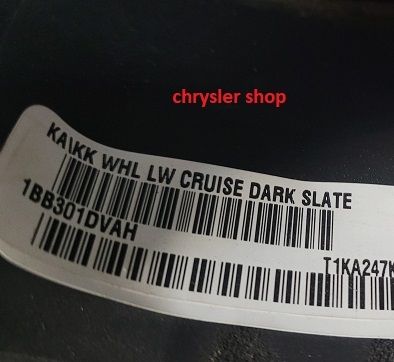 chrysler shop
KA\KK WHL LW CRUISE DARK SLATE
1BB301DVAH
T1KA247K